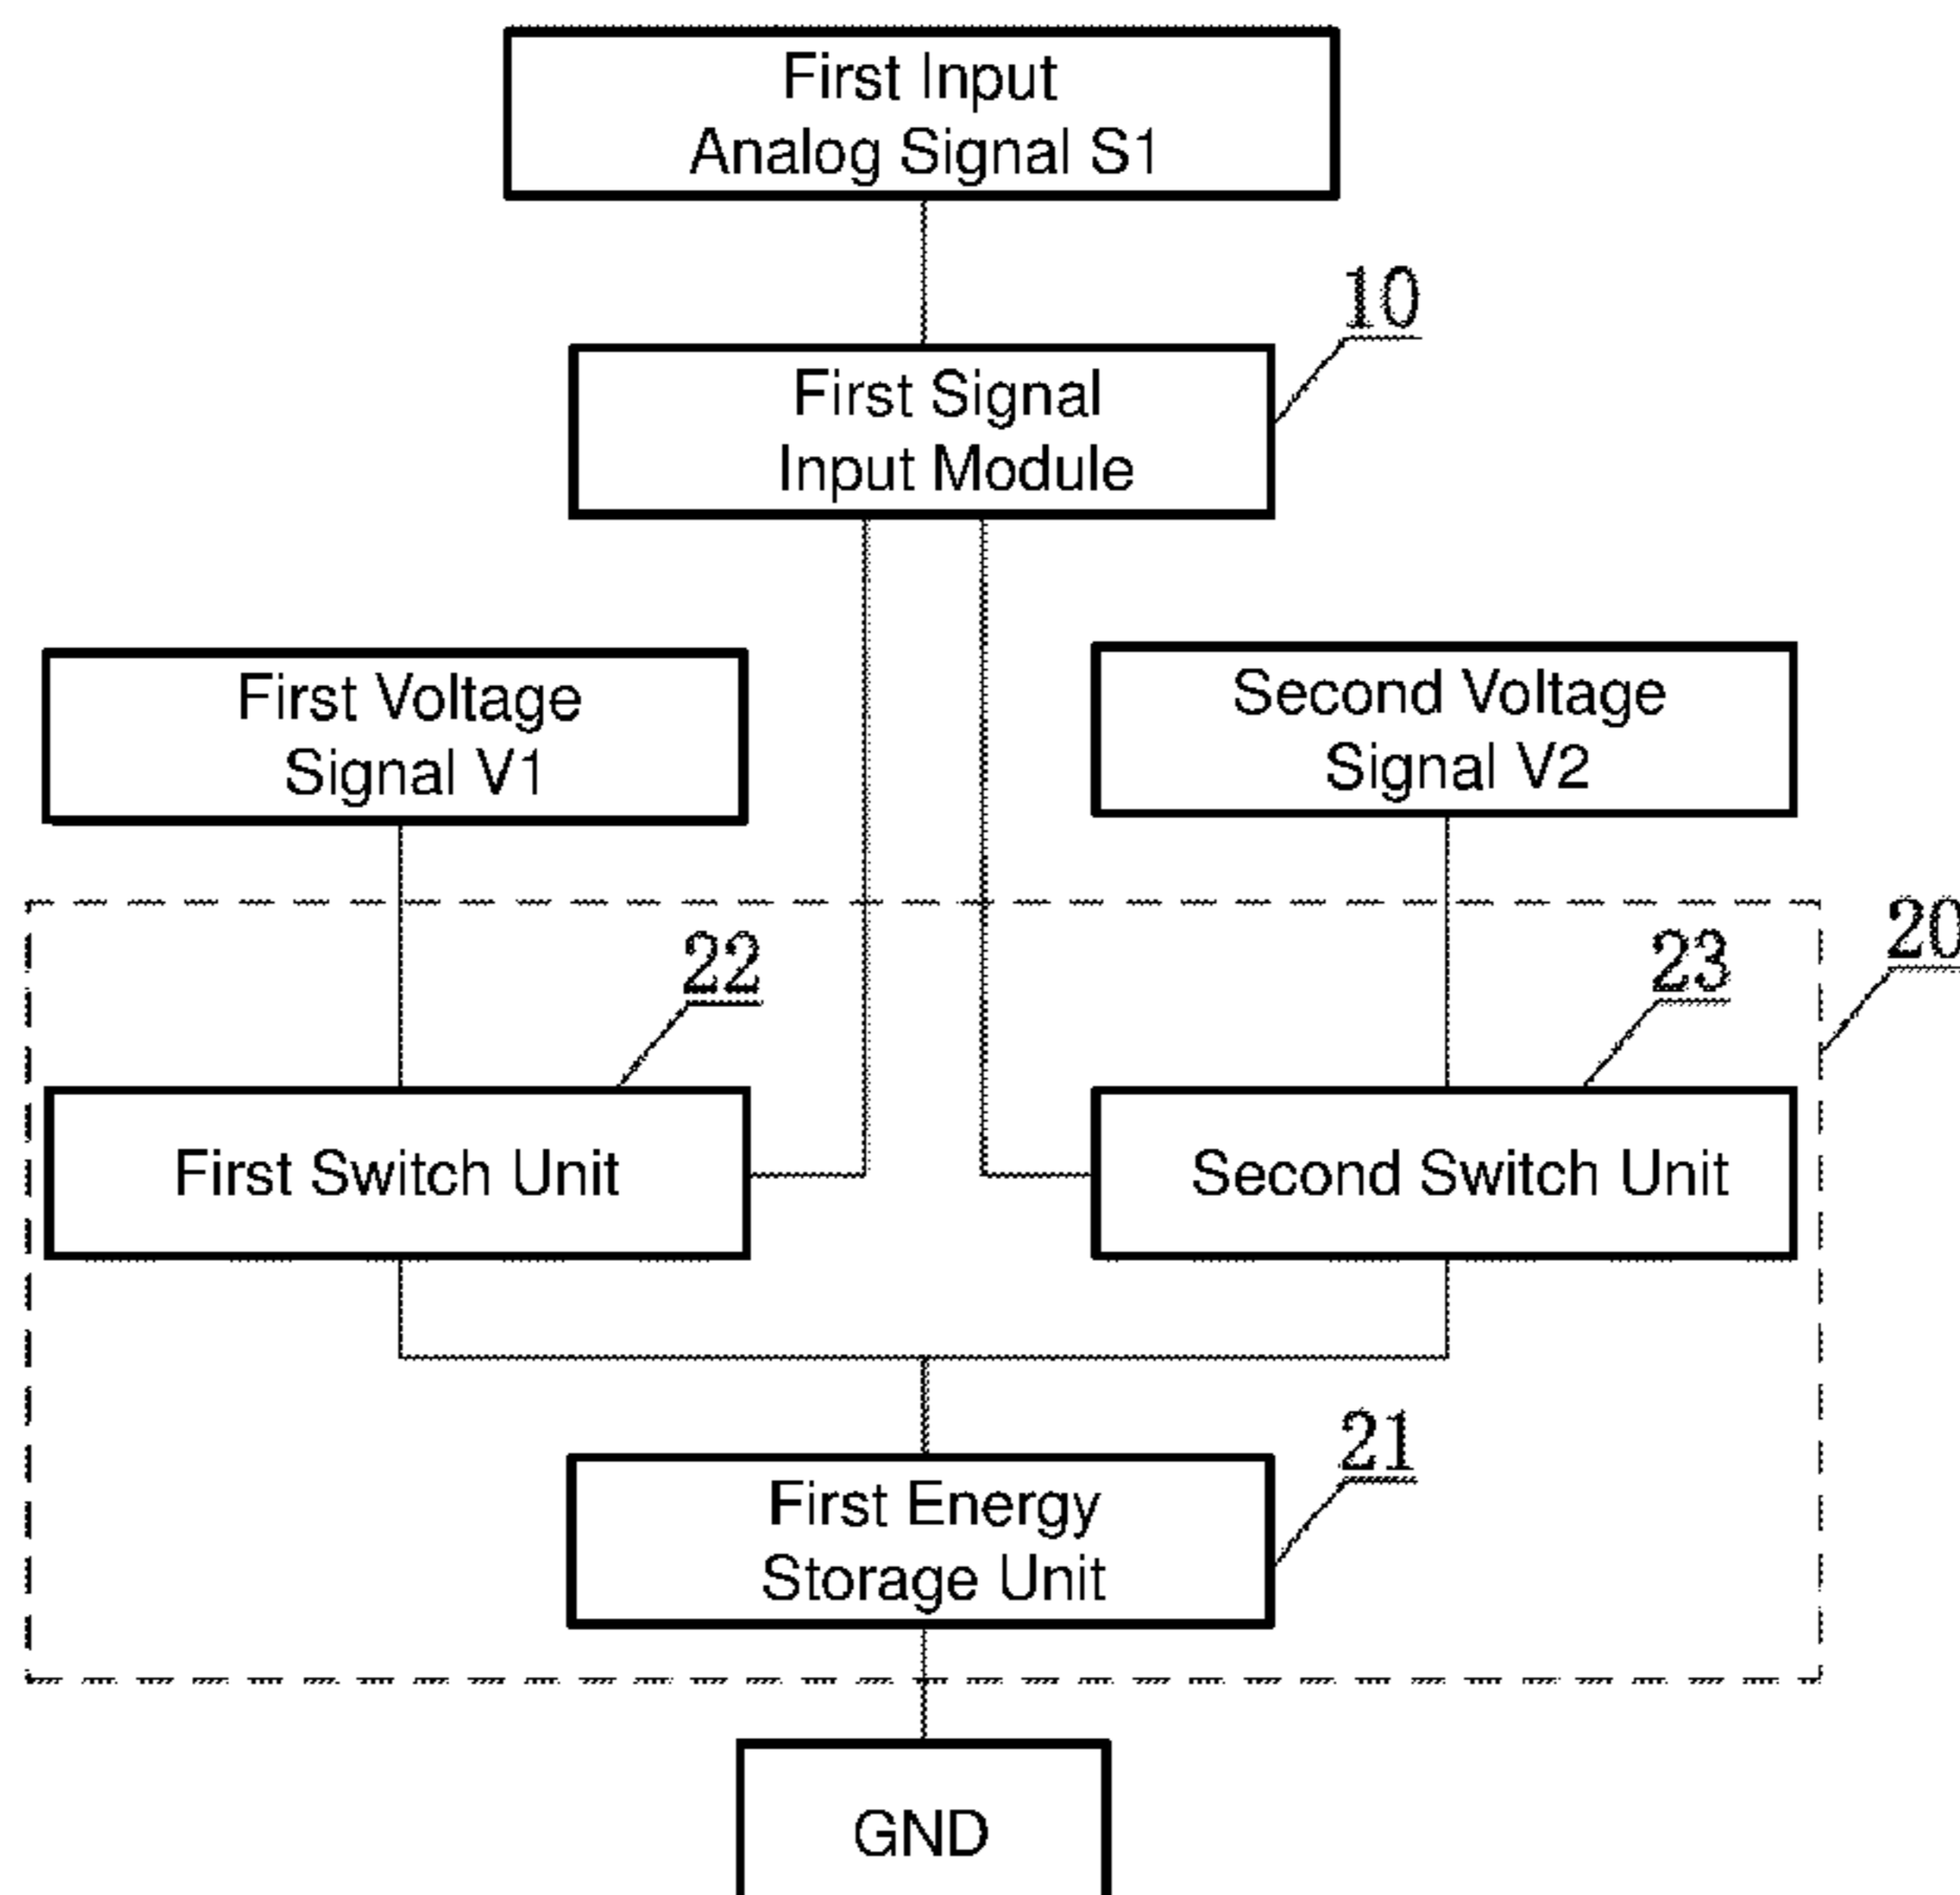 First Input
Analog Signal S1
10
First Signal
Input Module
First Voltage
Signal V1
Second Voltage
Signal V2
20
22
23
First Switch Unit
Second Switch Unit
21
First Energy
Storage Unit
GND